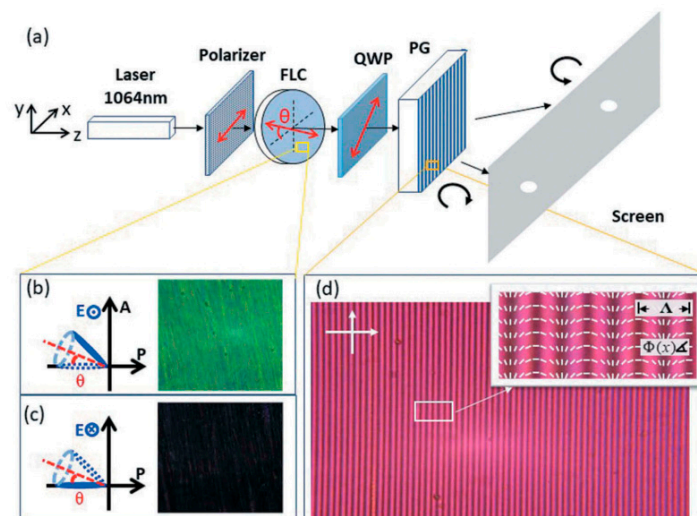 (a)
Laser
1064nm
Polarizer
FLC
QWP
PG
y
x
z
θ
Screen
(b)
E
A
P
θ
(c)
E
A
P
θ
(d)
Λ
Φ(x)∡